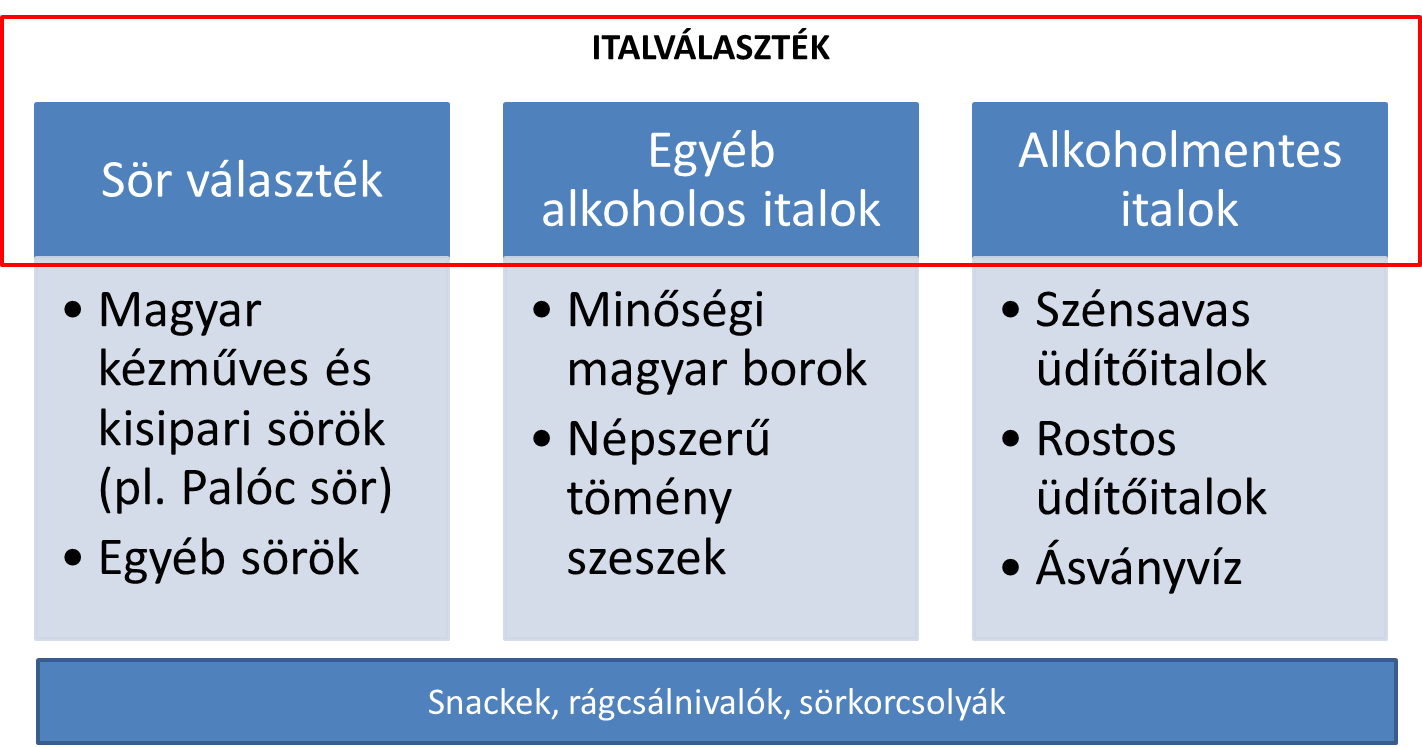 ITALVÁLASZTÉK
Sör választék
• Magyar
kézműves és
kisipari sörök
(pl. Palóc sör)
• Egyéb sörök
Egyéb
alkoholos italok
• Minőségi
magyar borok
• Népszerű
tömény
szeszek
Alkoholmentes
italok
• Szénsavas
üdítőitalok
• Rostos
üdítőitalok
• Ásványvíz
Snackek, rágcsálnivalók, sörkorcsolyák